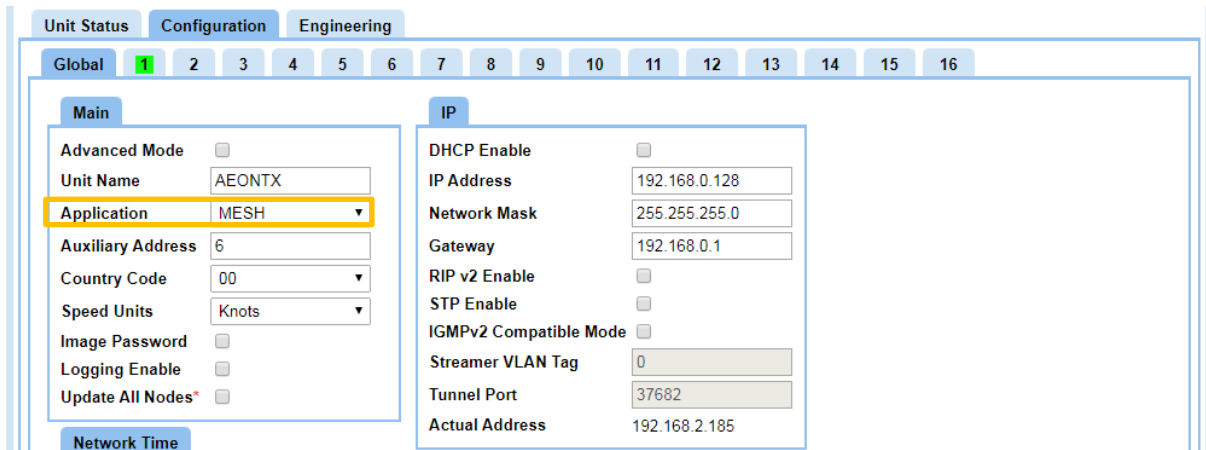 Unit Status Configuration Engineering
Global 1 2 3 4 5 6 7 8 9 10 11 12 13 14 15 16
Main
Advanced Mode
Unit Name AEONTX
Application MESH
Auxiliary Address 6
Country Code 00
Speed Units Knots
Image Password
Logging Enable
Update All Nodes*
Network Time
IP
DHCP Enable
IP Address 192.168.0.128
Network Mask 255.255.255.0
Gateway 192.168.0.1
RIP v2 Enable
STP Enable
IGMPv2 Compatible Mode
Streamer VLAN Tag 0
Tunnel Port 37682
Actual Address 192.168.2.185